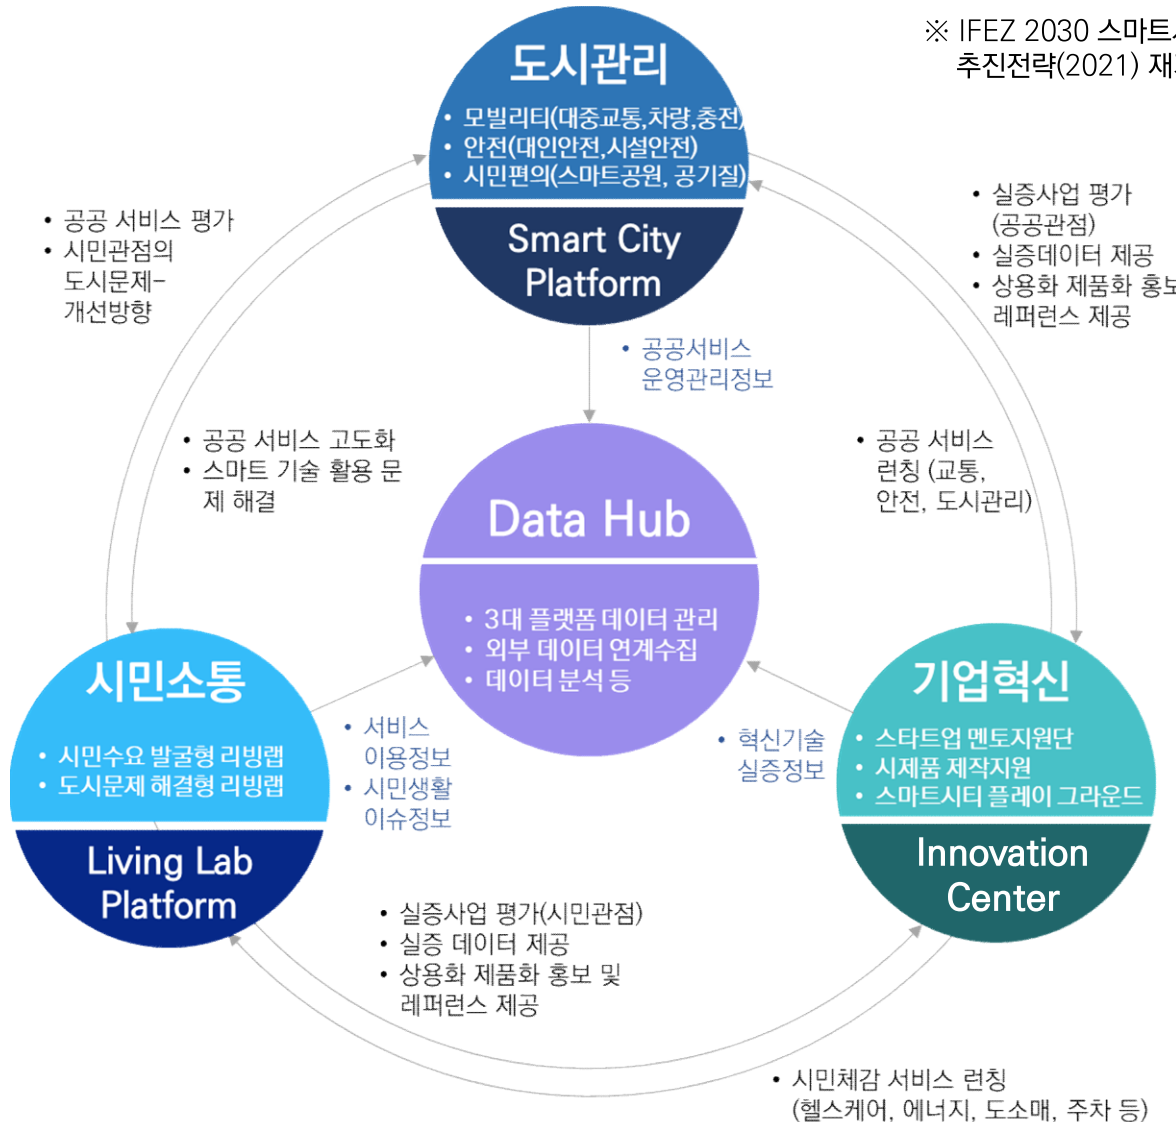 ※ IFEZ 2030 스마트
추진전략(2021)
도시관리
• 모빌리티(대중교통,차량,충전)
• 안전(대인안전,시설안전)
• 시민편의(스마트공원, 공기질)
Smart City
Platform
• 공공 서비스 평가
• 시민관점의
도시문제-
개선방향
• 실증사업 평가
(공공관점)
• 실증데이터 제공
• 상용화 제품화 홍보
레퍼런스 제공
• 공공서비스
운영관리정보
• 공공 서비스 고도화
• 스마트 기술 활용 문
제 해결
• 공공 서비스
런칭 (교통,
안전, 도시관리)
Data Hub
• 3대 플랫폼 데이터 관리
• 외부 데이터 연계수집
• 데이터 분석 등
시민소통
• 시민수요 발굴형 리빙랩
• 도시문제 해결형 리빙랩
Living Lab
Platform
• 서비스
이용정보
• 시민생활
이슈정보
• 혁신기술
실증정보
기업혁신
• 스타트업 멘토지원단
• 시제품 제작지원
• 스마트시티 플레이 그라운드
Innovation
Center
• 실증사업 평가(시민관점)
• 실증 데이터 제공
• 상용화 제품화 홍보 및
레퍼런스 제공
• 시민체감 서비스 런칭
(헬스케어, 에너지, 도소매, 주차 등)